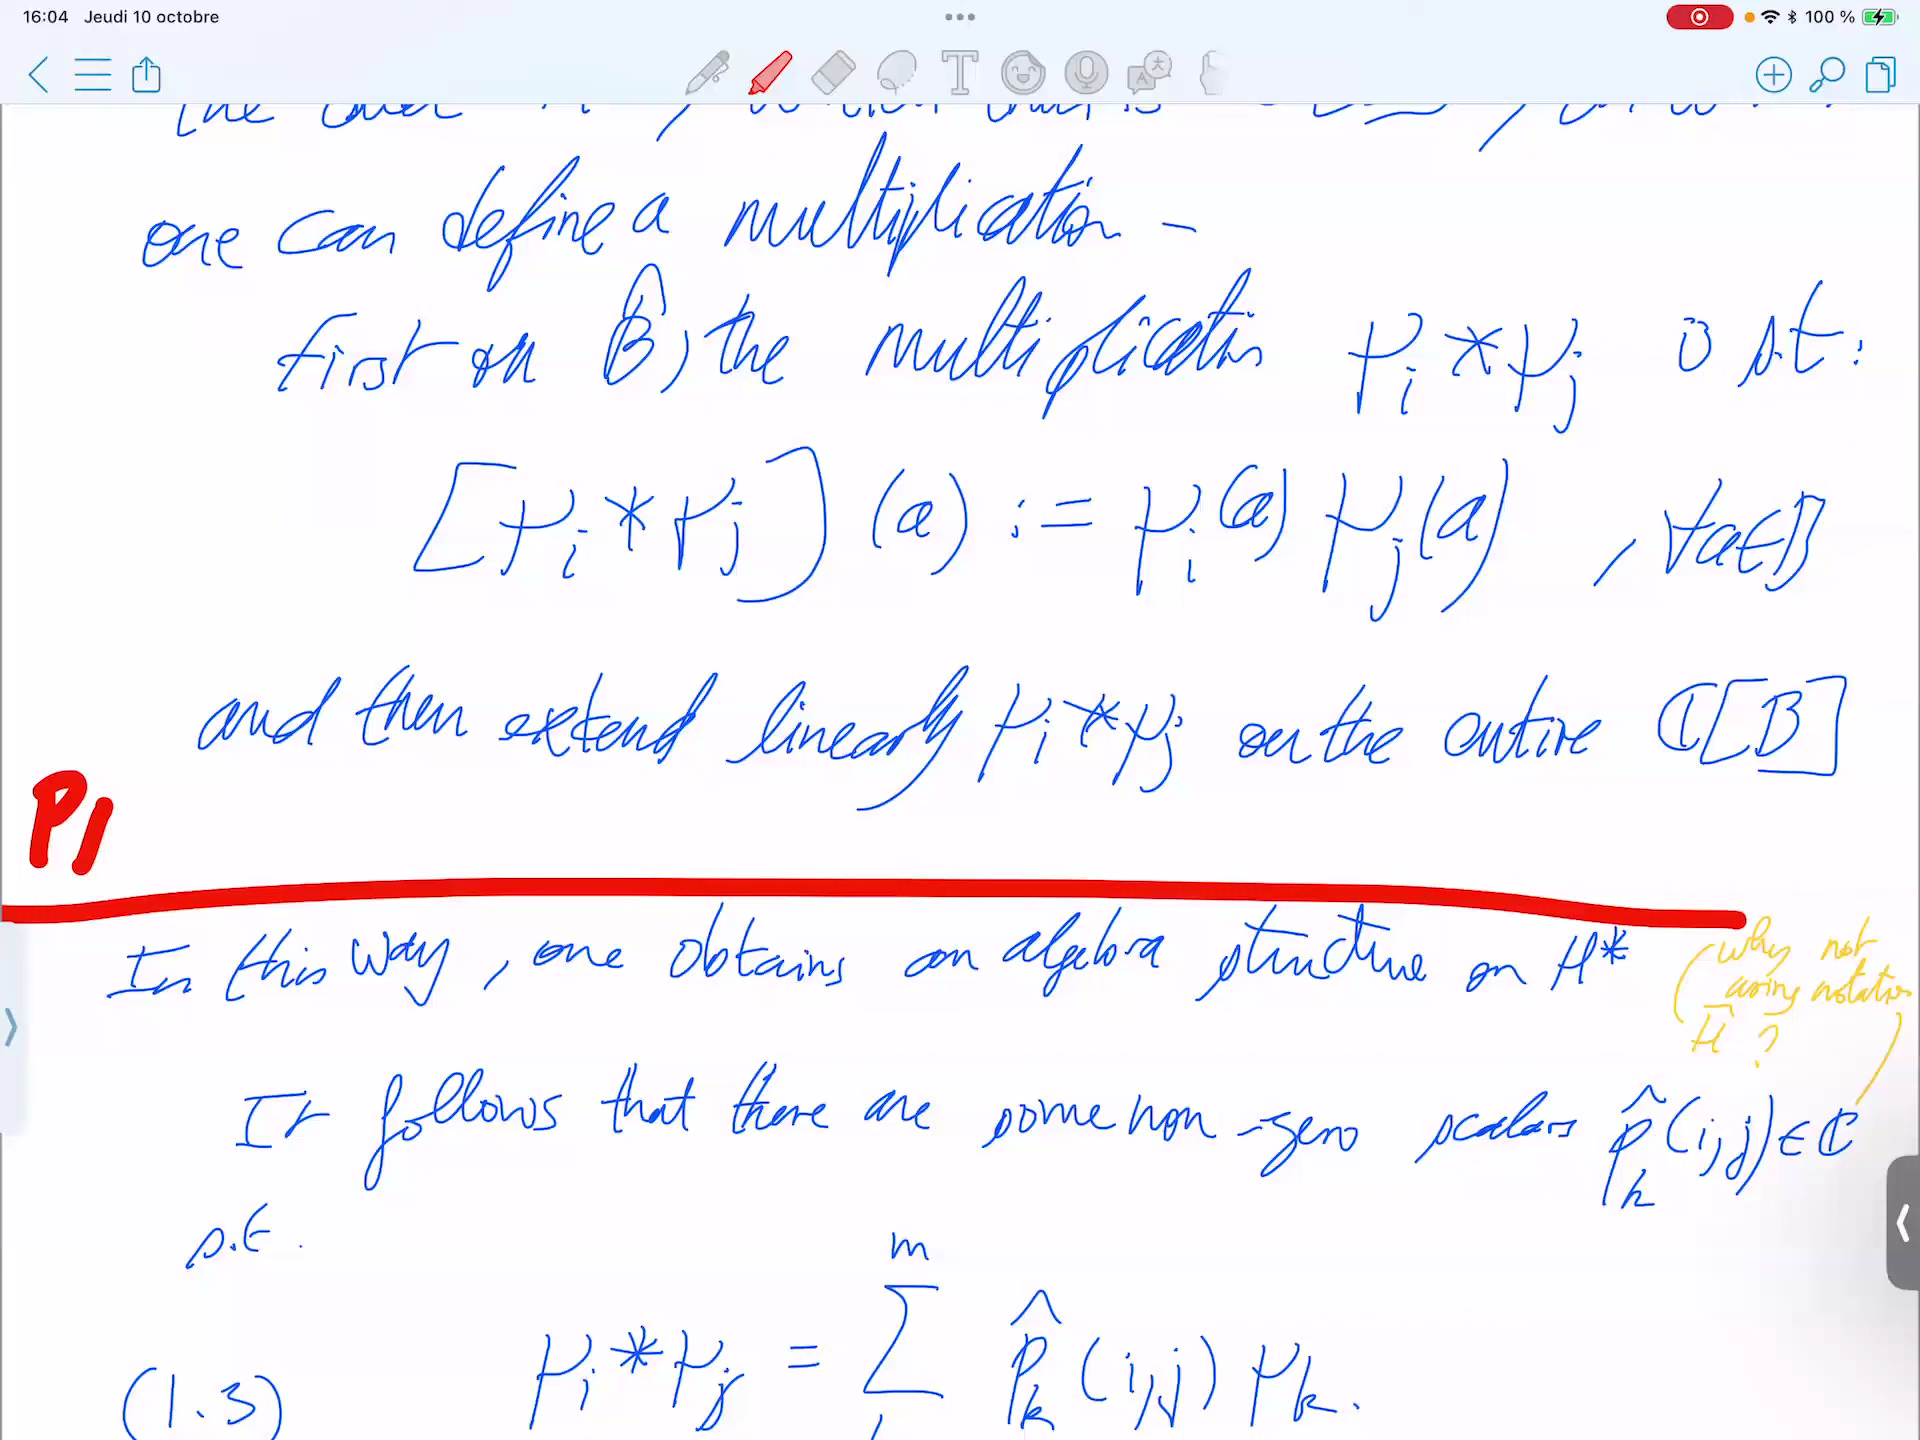 16:04 Jeudi 10 octobre
100 %
the
one can define a multiplication -
first on B̂, the multiplication μi * μj is s.t:
[μi * μj] (a) := μi(a) μj(a) , ∀a∈B
and then extend linearly μi * μj on the entire ℂ[B]
P1
In this way, one obtains an algebra structure on H*
(why not
using notation
Ĥ ?)
It follows that there are some non-zero scalars p̂k(i,j) ∈ ℂ
s.t.
(1.3) μi * μj = Σ m p̂k(i,j) μk.